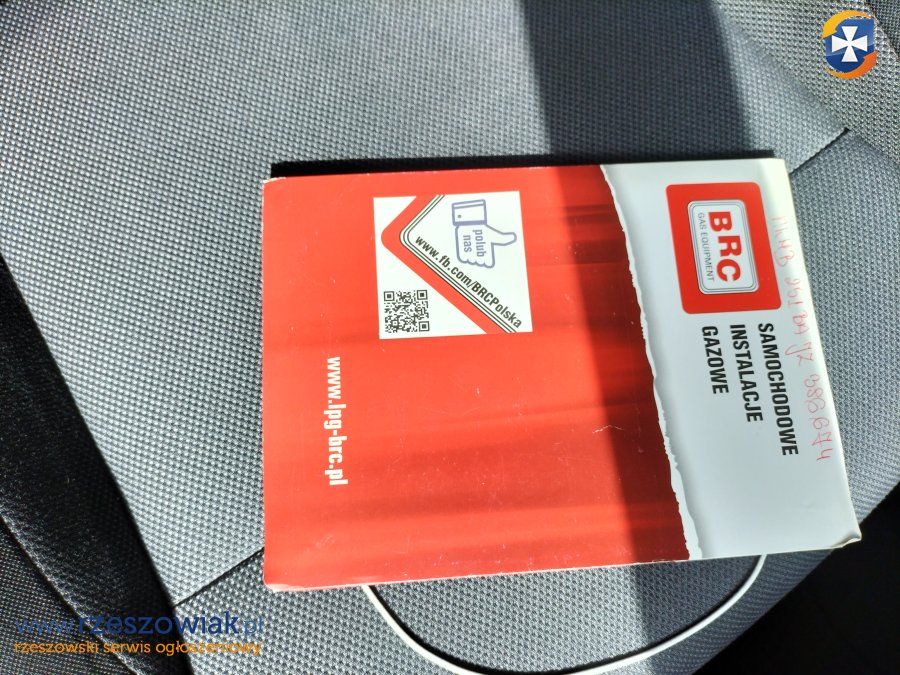 BRC
GAS EQUIPMENT
SAMOCHODOWE
INSTALACJE
GAZOWE
polub
nas
www.fb.com/BRCPolska
www.lpg-brc.pl
www.rzeszowiak.pl
rzeszowski serwis ogłoszeniowy